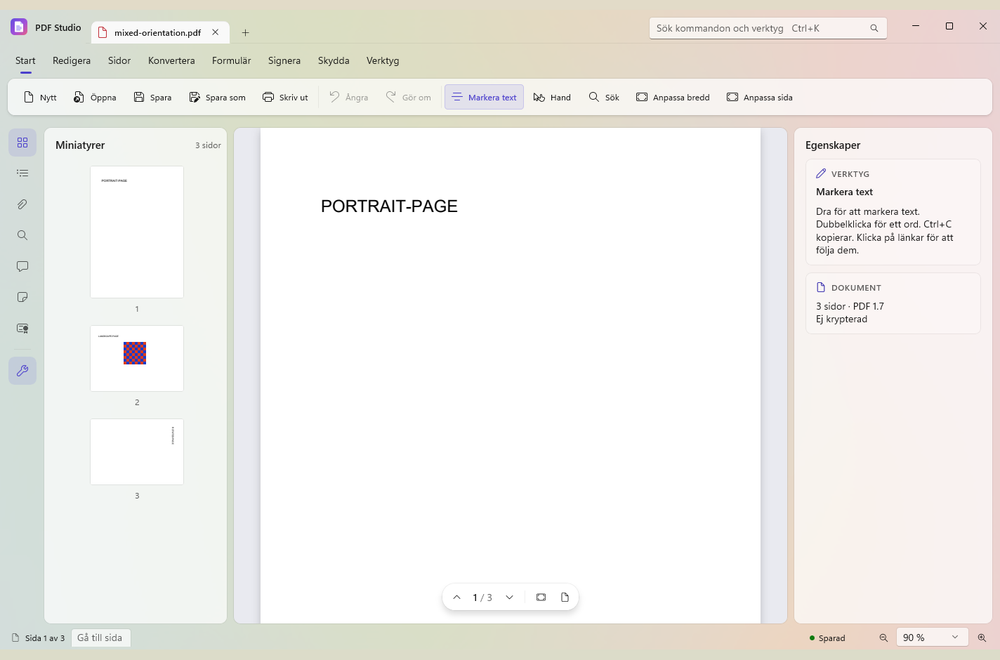 PDF Studio
mixed-orientation.pdf
Sök kommandon och verktyg Ctrl+K
Start Redigera Sidor Konvertera Formulär Signera Skydda Verktyg
Nytt Öppna Spara Spara som Skriv ut Ångra Gör om Markera text Hand Sök Anpassa bredd Anpassa sida
Miniatyrer 3 sidor
PORTRAIT-PAGE
1
2
3
PORTRAIT-PAGE
1 / 3
Egenskaper
VERKTYG
Markera text
Dra för att markera text.
Dubbelklicka för ett ord. Ctrl+C
kopierar. Klicka på länkar för att
följa dem.
DOKUMENT
3 sidor · PDF 1.7
Ej krypterad
Sida 1 av 3 Gå till sida
Sparad 90 %